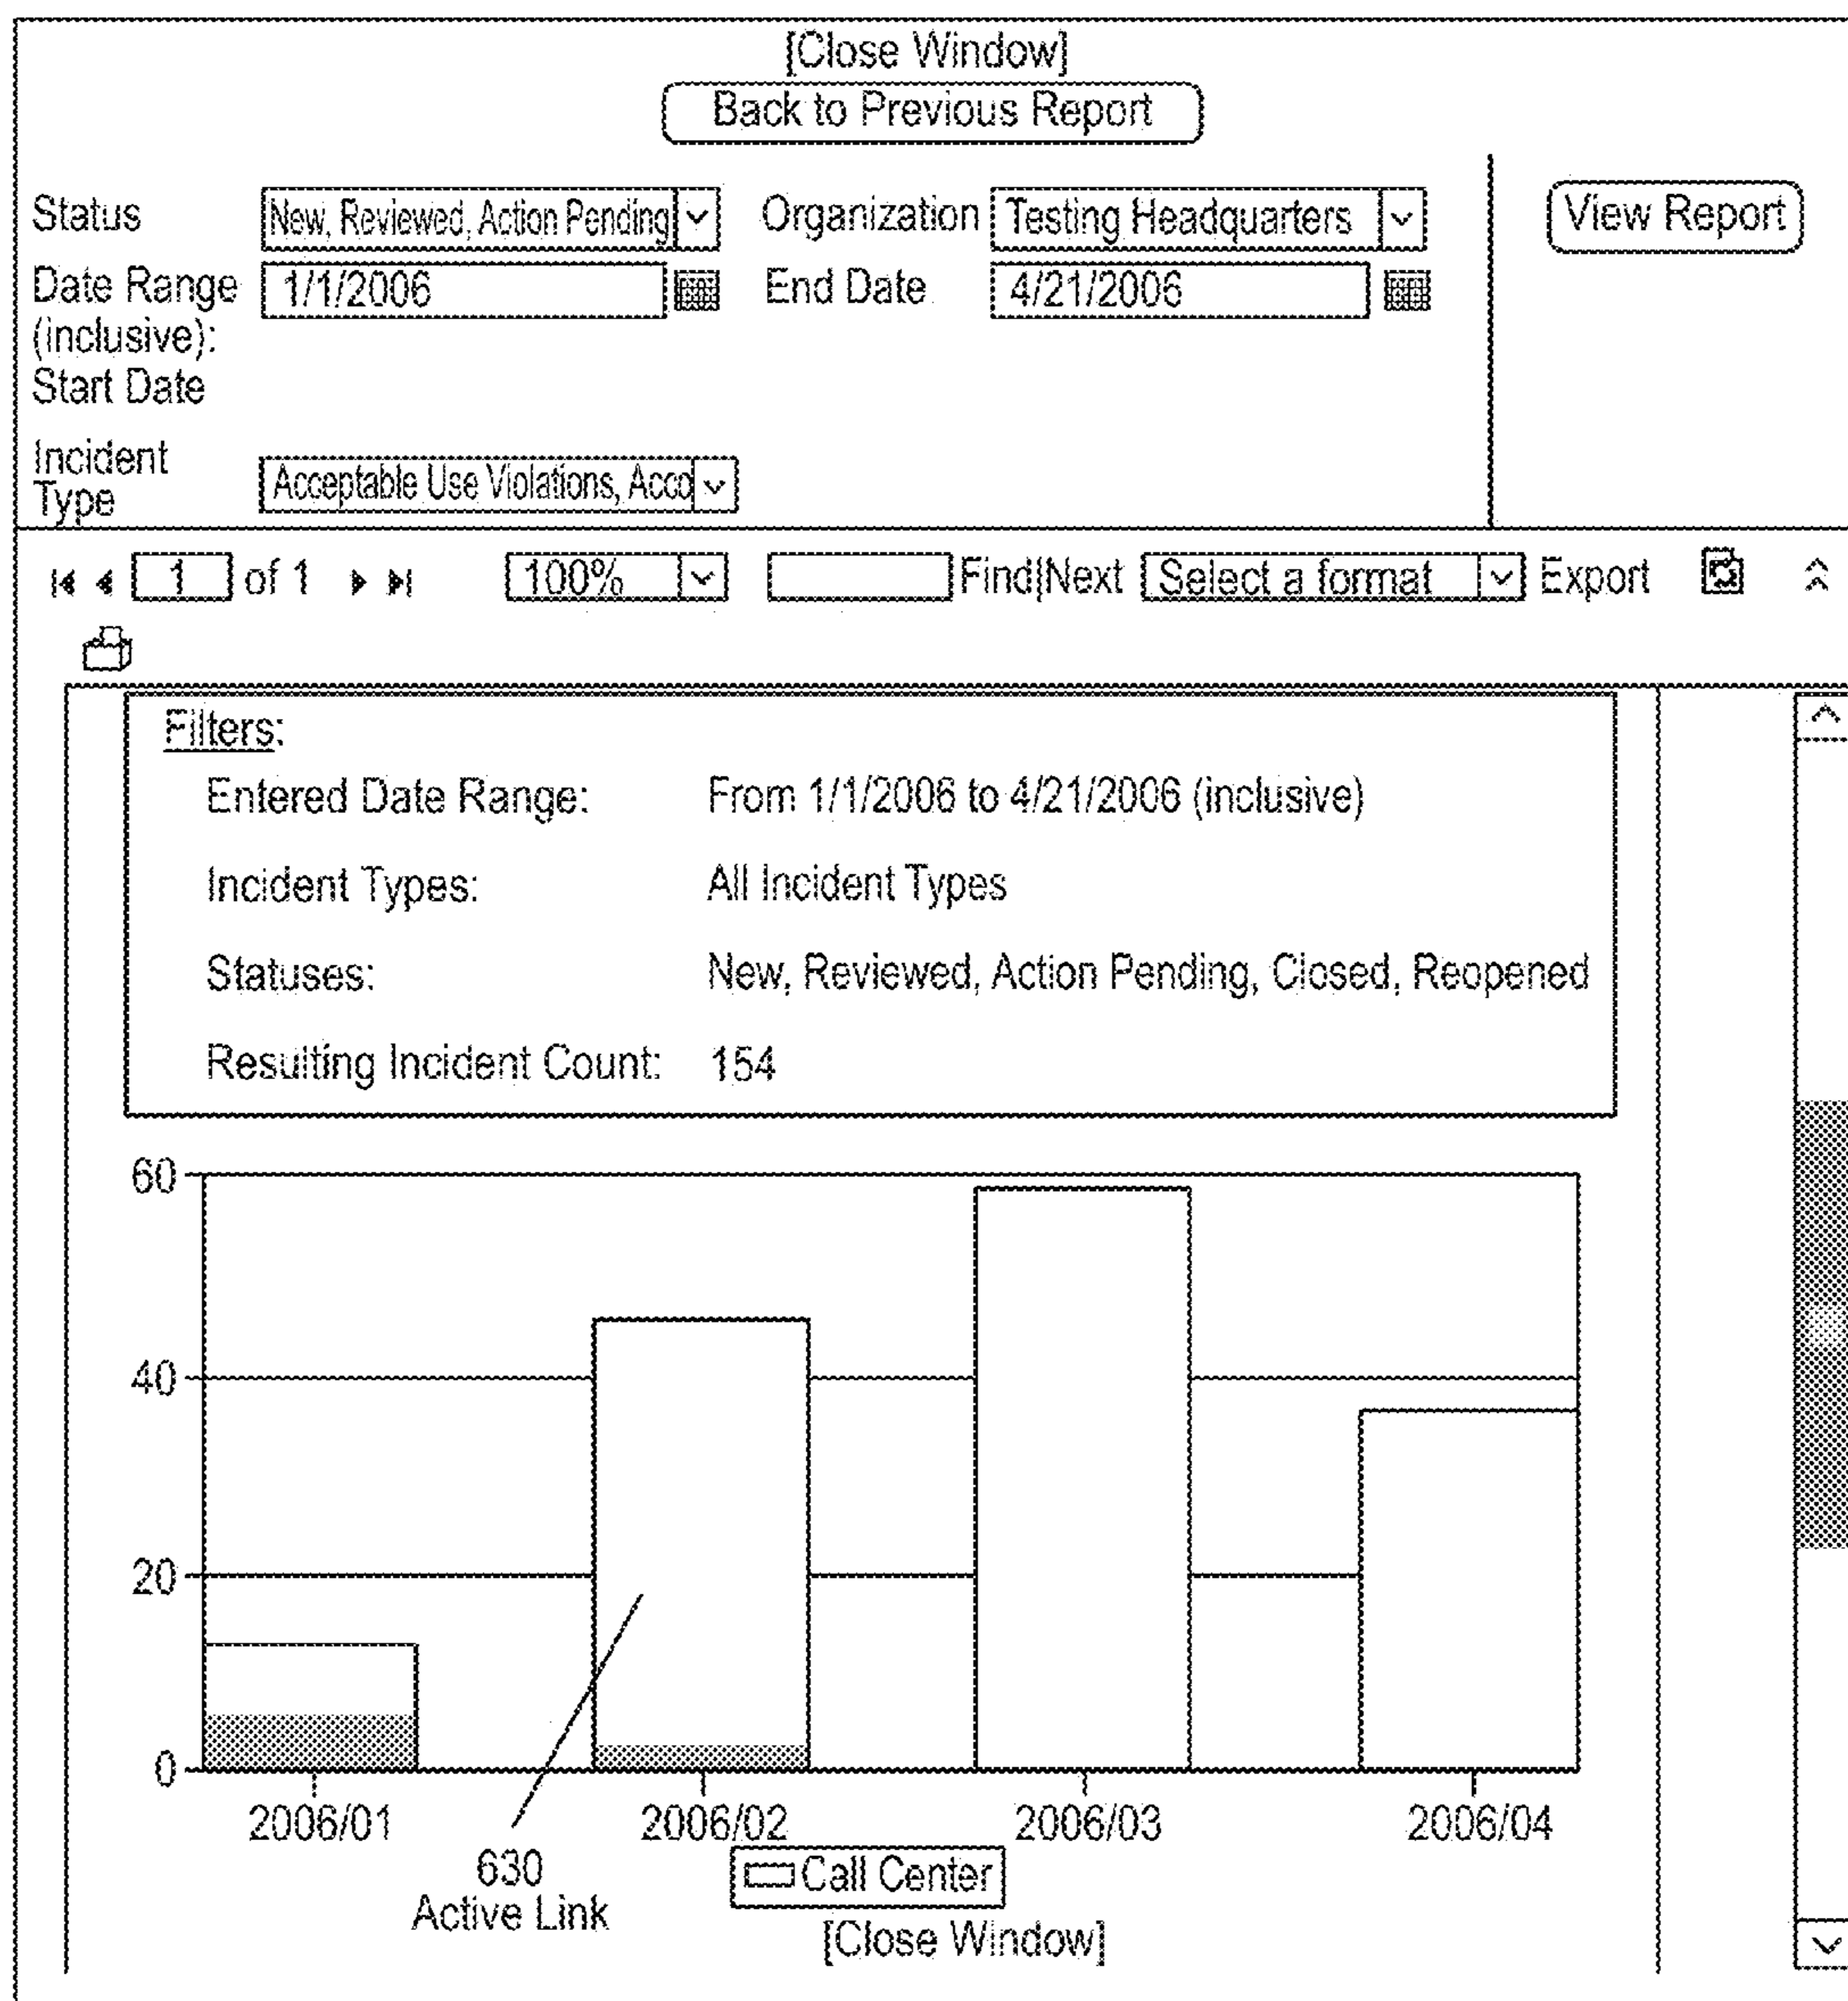 [Close Window]
Back to Previous Report
Status New, Reviewed, Action Pending Organization Testing Headquarters View Report
Date Range 1/1/2006 End Date 4/21/2006
(inclusive):
Start Date
Incident
Type Acceptable Use Violations, Acco
1 of 1 100% Find|Next Select a format Export
Filters:
Entered Date Range: From 1/1/2006 to 4/21/2006 (inclusive)
Incident Types: All Incident Types
Statuses: New, Reviewed, Action Pending, Closed, Reopened
Resulting Incident Count: 154
60
40
20
0
2006/01 2006/02 2006/03 2006/04
630
Active Link
Call Center
[Close Window]